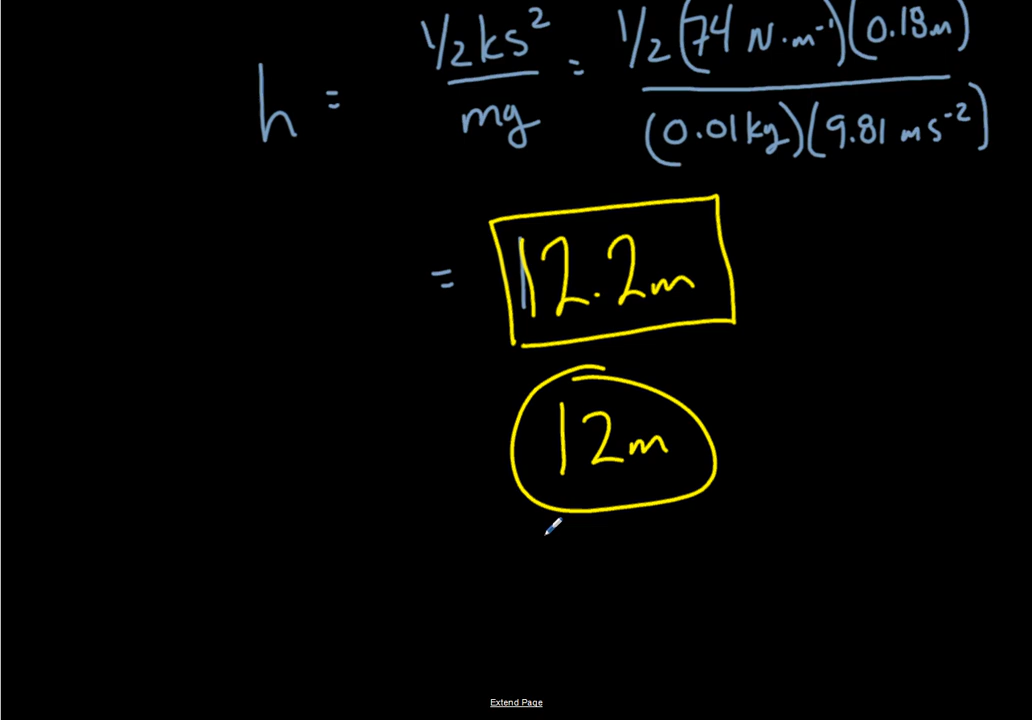 h = ½ks² / mg = ½(74 N·m⁻¹)(0.18m) / (0.01kg)(9.81 ms⁻²)
= 12.2m
12m
Extend Page